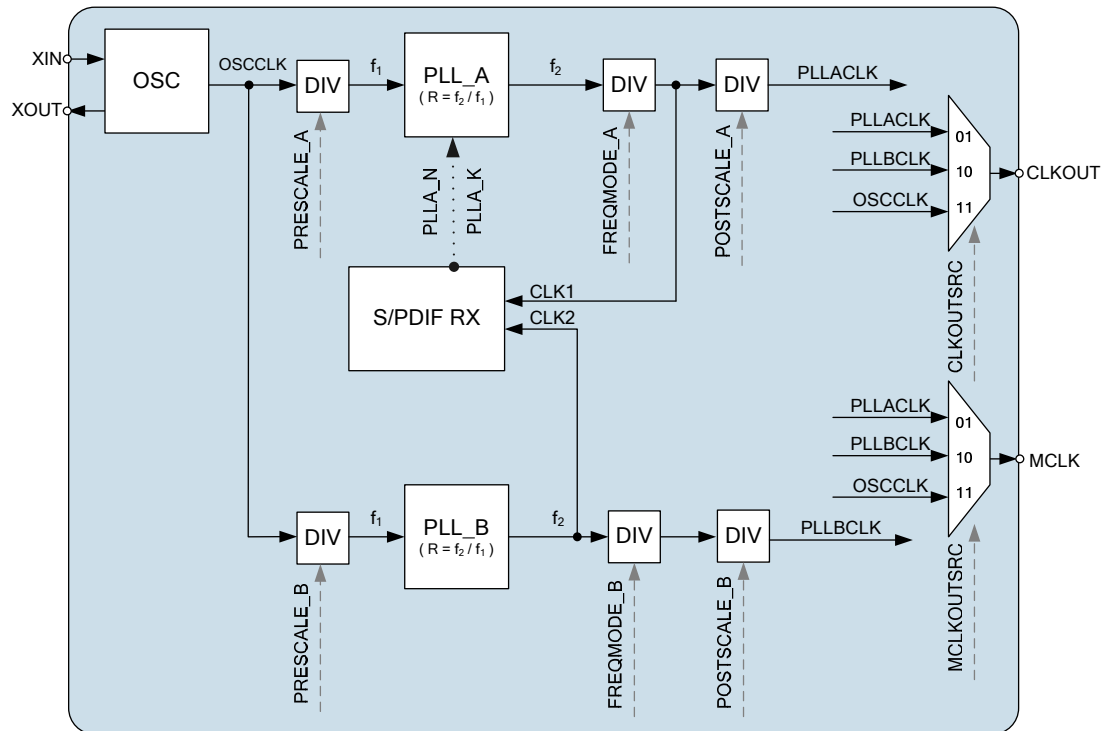 XIN
XOUT
OSC
OSCCLK
DIV
PRESCALE_A
f1
PLL_A
( R = f2 / f1 )
f2
DIV
FREQMODE_A
DIV
POSTSCALE_A
PLLACLK
PLLA_N
PLLA_K
S/PDIF RX
CLK1
CLK2
PLLACLK
01
PLLBCLK
10
OSCCLK
11
CLKOUT
CLKOUTSRC
PLLACLK
01
PLLBCLK
10
OSCCLK
11
MCLK
MCLKOUTSRC
DIV
PRESCALE_B
f1
PLL_B
( R = f2 / f1 )
f2
DIV
FREQMODE_B
DIV
POSTSCALE_B
PLLBCLK